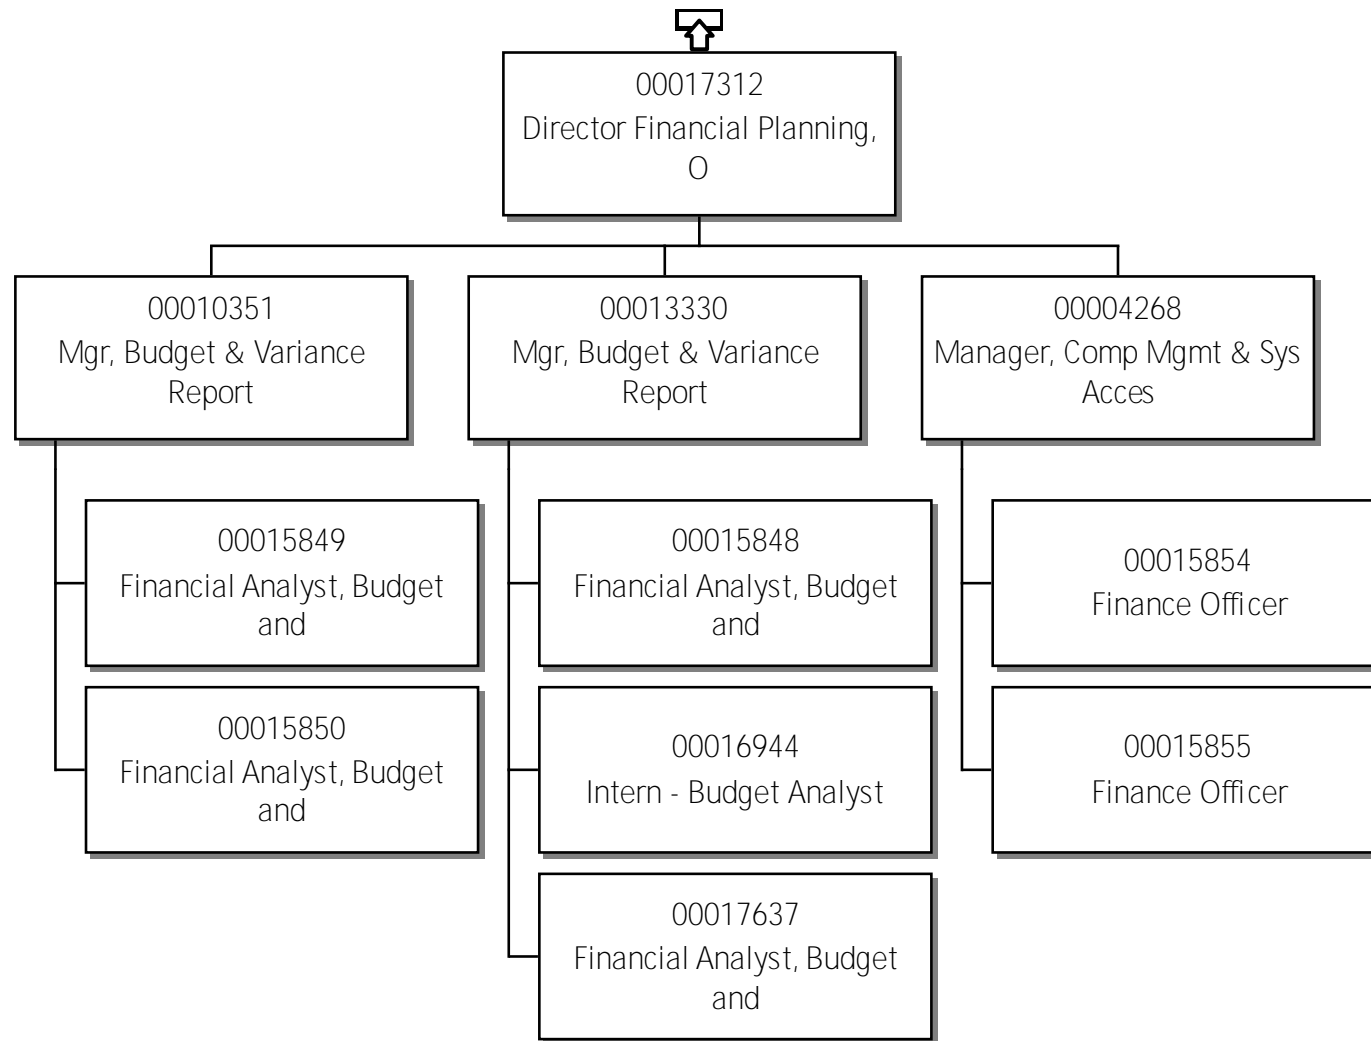 00017312
Director Financial Planning,
O
00010351
Mgr, Budget & Variance
Report
00013330
Mgr, Budget & Variance
Report
00004268
Manager, Comp Mgmt & Sys
Acces
00015849
Financial Analyst, Budget
and
00015850
Financial Analyst, Budget
and
00015848
Financial Analyst, Budget
and
00016944
Intern - Budget Analyst
00017637
Financial Analyst, Budget
and
00015854
Finance Officer
00015855
Finance Officer